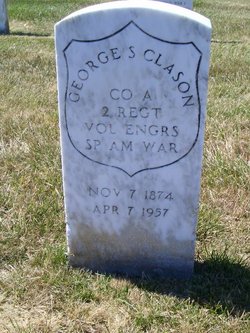 GEORGE S CLASON
CO A
2 REGT
VOL ENGRS
SP AM WAR
NOV 7 1874
APR 7 1957